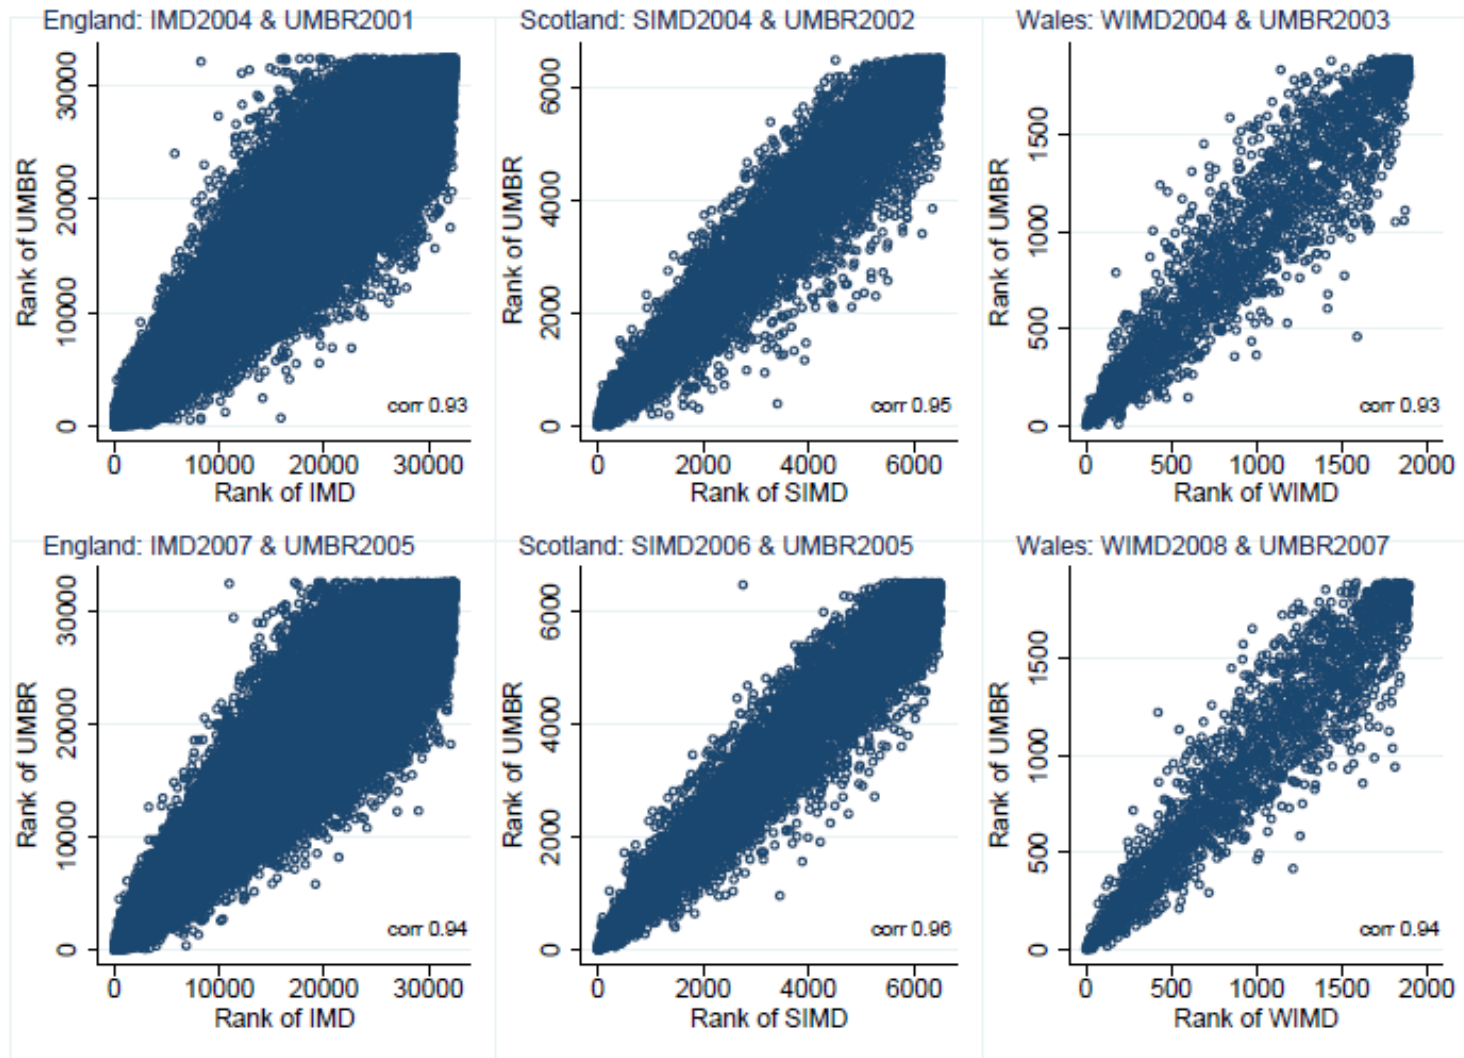 England: IMD2004 & UMBR2001
Rank of UMBR
30000
20000
10000
0
corr 0.93
0 10000 20000 30000
Rank of IMD
Scotland: SIMD2004 & UMBR2002
Rank of UMBR
6000
4000
2000
0
corr 0.95
0 2000 4000 6000
Rank of SIMD
Wales: WIMD2004 & UMBR2003
Rank of UMBR
1500
1000
500
0
corr 0.93
0 500 1000 1500 2000
Rank of WIMD
England: IMD2007 & UMBR2005
Rank of UMBR
30000
20000
10000
0
corr 0.94
0 10000 20000 30000
Rank of IMD
Scotland: SIMD2006 & UMBR2005
Rank of UMBR
6000
4000
2000
0
corr 0.96
0 2000 4000 6000
Rank of SIMD
Wales: WIMD2008 & UMBR2007
Rank of UMBR
1500
1000
500
0
corr 0.94
0 500 1000 1500 2000
Rank of WIMD